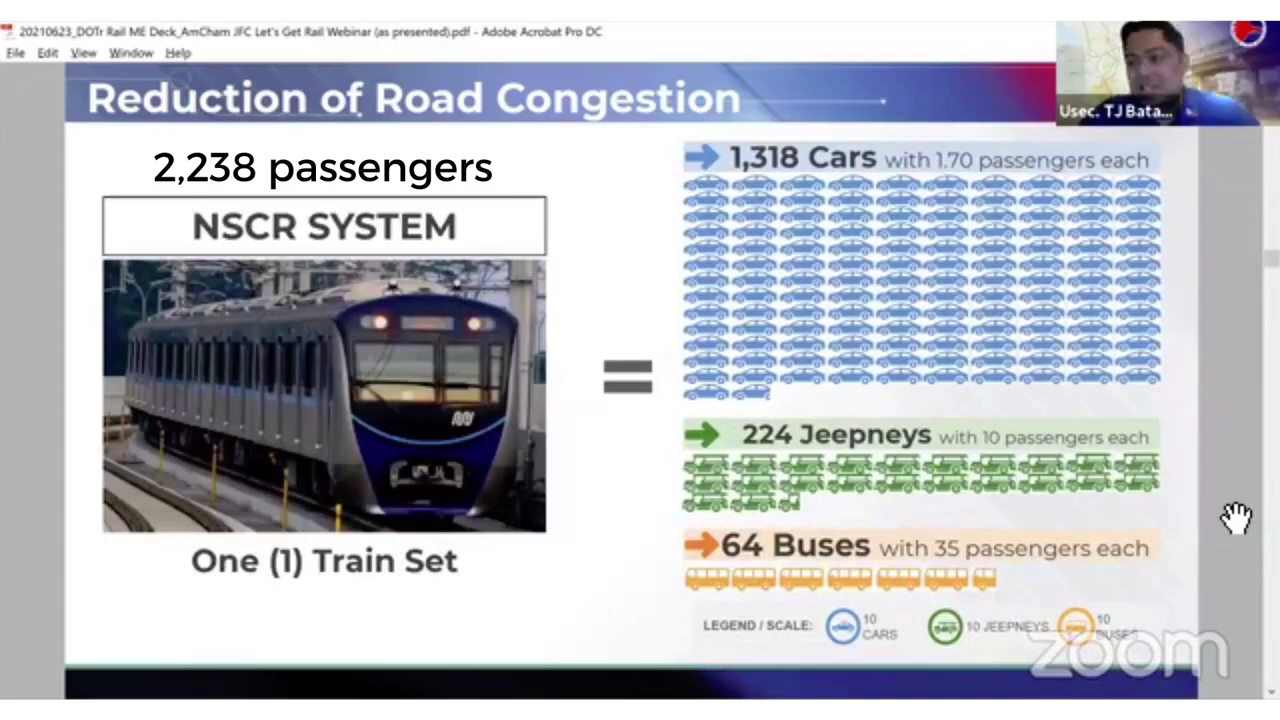 20210623_DOTr Rail ME Deck_AmCham JFC Let's Get Rail Webinar (as presented).pdf - Adobe Acrobat Pro DC
File Edit View Window Help
Usec. TJ Bata...
Reduction of Road Congestion
2,238 passengers
NSCR SYSTEM
One (1) Train Set
=
1,318 Cars with 1.70 passengers each
224 Jeepneys with 10 passengers each
64 Buses with 35 passengers each
LEGEND / SCALE:
10 CARS
10 JEEPNEYS
10 BUSES
zoom